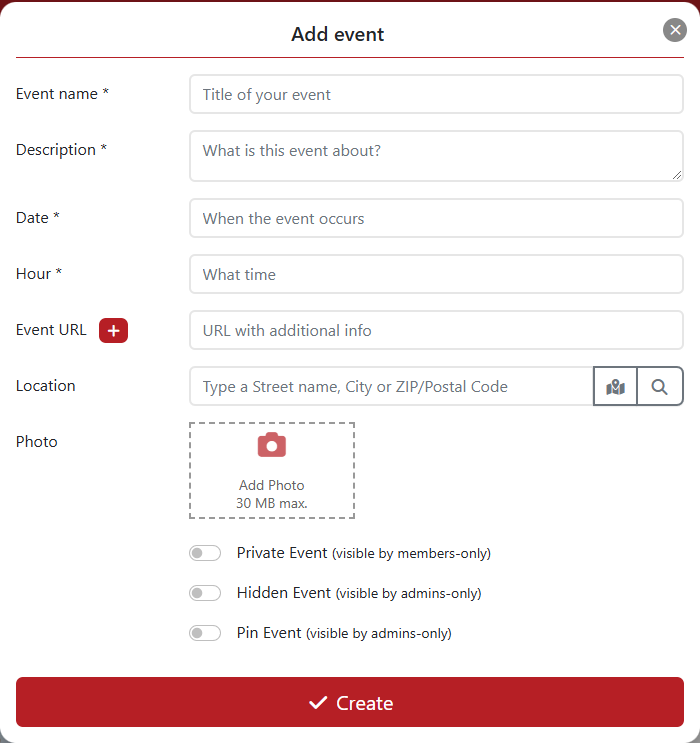 Add event
Event name *
Title of your event
Description *
What is this event about?
Date *
When the event occurs
Hour *
What time
Event URL
URL with additional info
Location
Type a Street name, City or ZIP/Postal Code
Photo
Add Photo
30 MB max.
Private Event (visible by members-only)
Hidden Event (visible by admins-only)
Pin Event (visible by admins-only)
Create